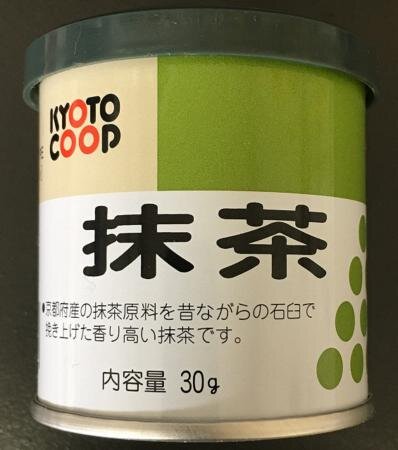 KYOTO
COOP
抹茶
●京都府産の抹茶原料を昔ながらの石臼で
挽き上げた香り高い抹茶です。
内容量 30g